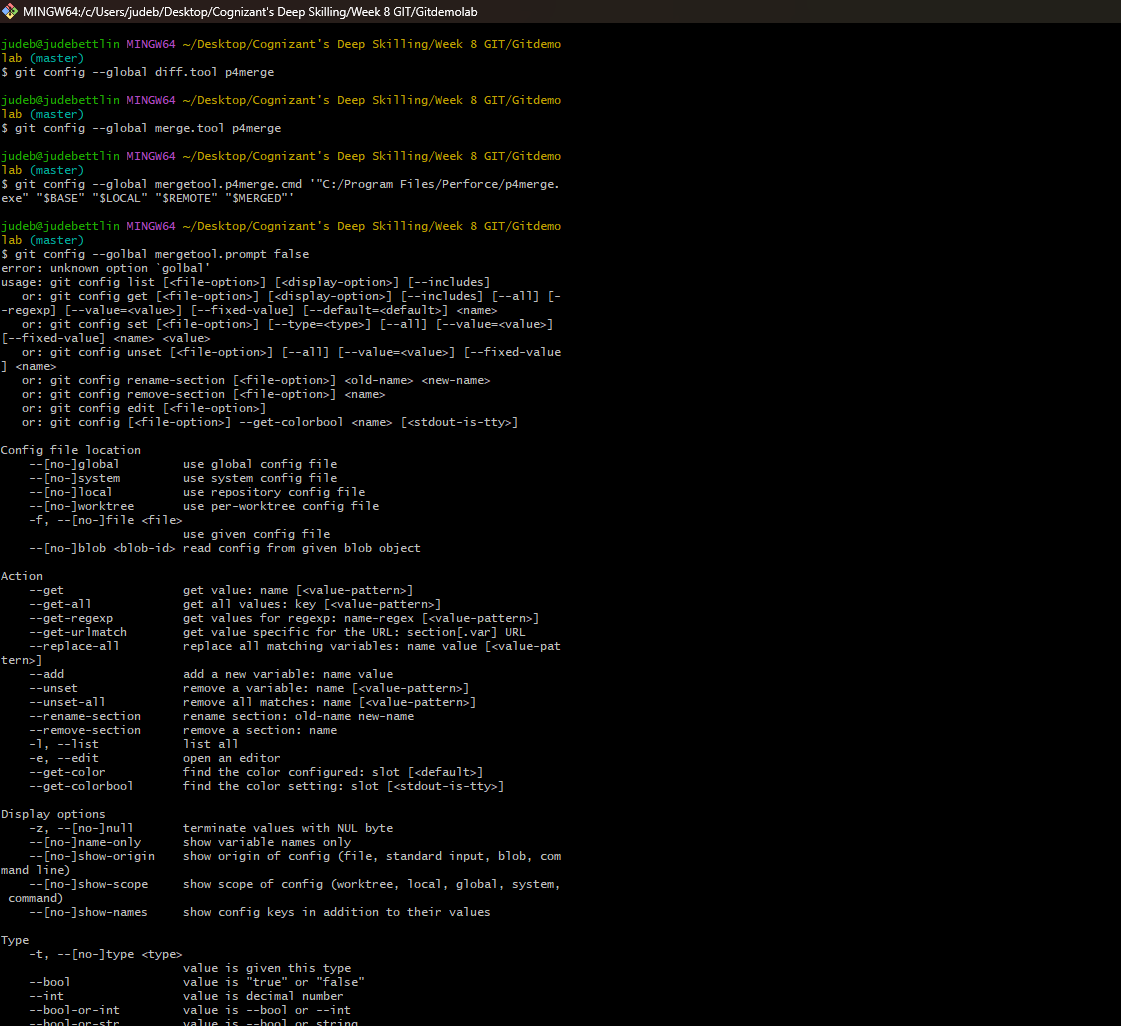 MINGW64:/c/Users/judeb/Desktop/Cognizant's Deep Skilling/Week 8 GIT/Gitdemolab
judeb@judebettlin MINGW64 ~/Desktop/Cognizant's Deep Skilling/Week 8 GIT/Gitdemo
lab (master)
$ git config --global diff.tool p4merge
judeb@judebettlin MINGW64 ~/Desktop/Cognizant's Deep Skilling/Week 8 GIT/Gitdemo
lab (master)
$ git config --global merge.tool p4merge
judeb@judebettlin MINGW64 ~/Desktop/Cognizant's Deep Skilling/Week 8 GIT/Gitdemo
lab (master)
$ git config --global mergetool.p4merge.cmd '"C:/Program Files/Perforce/p4merge.
exe" "$BASE" "$LOCAL" "$REMOTE" "$MERGED"'
judeb@judebettlin MINGW64 ~/Desktop/Cognizant's Deep Skilling/Week 8 GIT/Gitdemo
lab (master)
$ git config --golbal mergetool.prompt false
error: unknown option `golbal'
usage: git config list [<file-option>] [<display-option>] [--includes]
   or: git config get [<file-option>] [<display-option>] [--includes] [--all] [-
-regexp] [--value=<value>] [--fixed-value] [--default=<default>] <name>
   or: git config set [<file-option>] [--type=<type>] [--all] [--value=<value>]
[--fixed-value] <name> <value>
   or: git config unset [<file-option>] [--all] [--value=<value>] [--fixed-value
] <name>
   or: git config rename-section [<file-option>] <old-name> <new-name>
   or: git config remove-section [<file-option>] <name>
   or: git config edit [<file-option>]
   or: git config [<file-option>] --get-colorbool <name> [<stdout-is-tty>]
Config file location
    --[no-]global         use global config file
    --[no-]system         use system config file
    --[no-]local          use repository config file
    --[no-]worktree       use per-worktree config file
    -f, --[no-]file <file>
                          use given config file
    --[no-]blob <blob-id> read config from given blob object
Action
    --get                 get value: name [<value-pattern>]
    --get-all             get all values: key [<value-pattern>]
    --get-regexp          get values for regexp: name-regex [<value-pattern>]
    --get-urlmatch        get value specific for the URL: section[.var] URL
    --replace-all         replace all matching variables: name value [<value-pat
tern>]
    --add                 add a new variable: name value
    --unset               remove a variable: name [<value-pattern>]
    --unset-all           remove all matches: name [<value-pattern>]
    --rename-section      rename section: old-name new-name
    --remove-section      remove a section: name
    -l, --list            list all
    -e, --edit            open an editor
    --get-color           find the color configured: slot [<default>]
    --get-colorbool       find the color setting: slot [<stdout-is-tty>]
Display options
    -z, --[no-]null       terminate values with NUL byte
    --[no-]name-only      show variable names only
    --[no-]show-origin    show origin of config (file, standard input, blob, com
mand line)
    --[no-]show-scope     show scope of config (worktree, local, global, system,
 command)
    --[no-]show-names     show config keys in addition to their values
Type
    -t, --[no-]type <type>
                          value is given this type
    --bool                value is "true" or "false"
    --int                 value is decimal number
    --bool-or-int         value is --bool or --int
    --bool-or-str         value is --bool or string